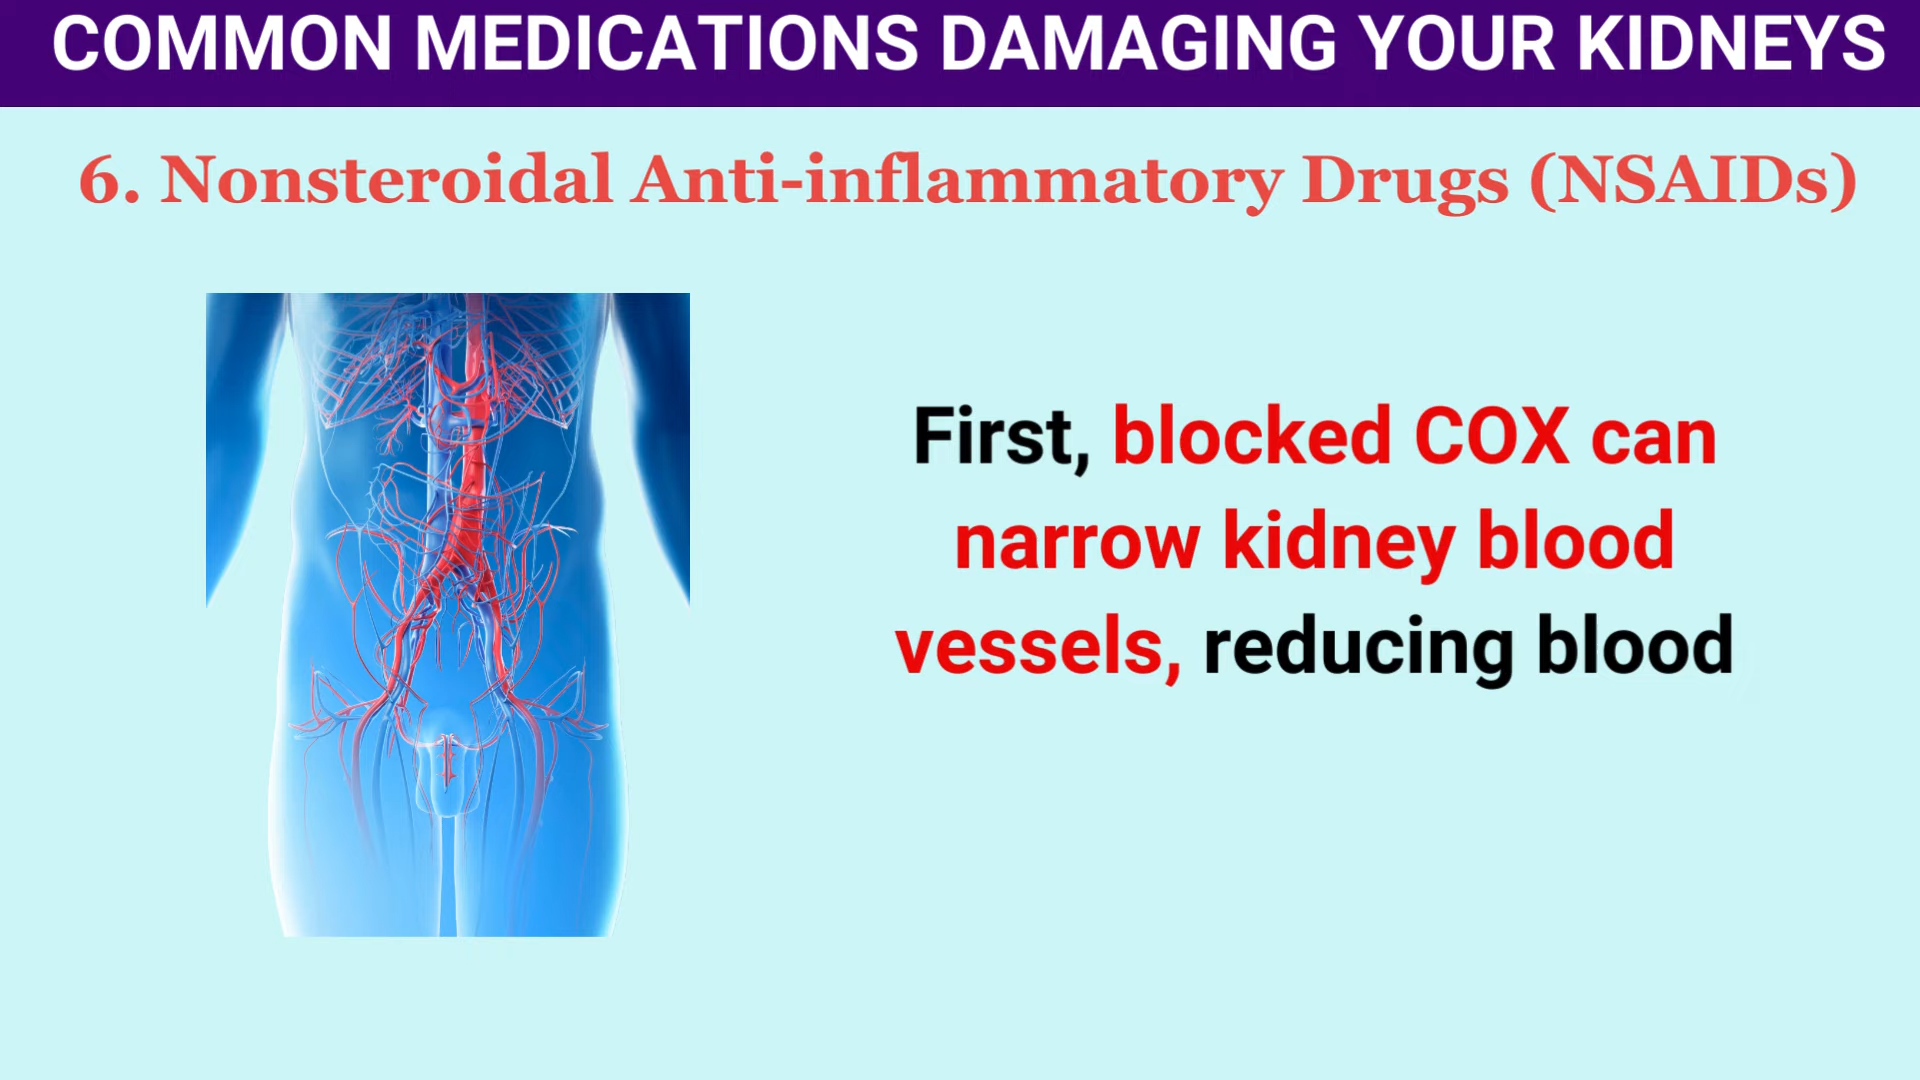 COMMON MEDICATIONS DAMAGING YOUR KIDNEYS
6. Nonsteroidal Anti-inflammatory Drugs (NSAIDs)
First, blocked COX can
narrow kidney blood
vessels, reducing blood